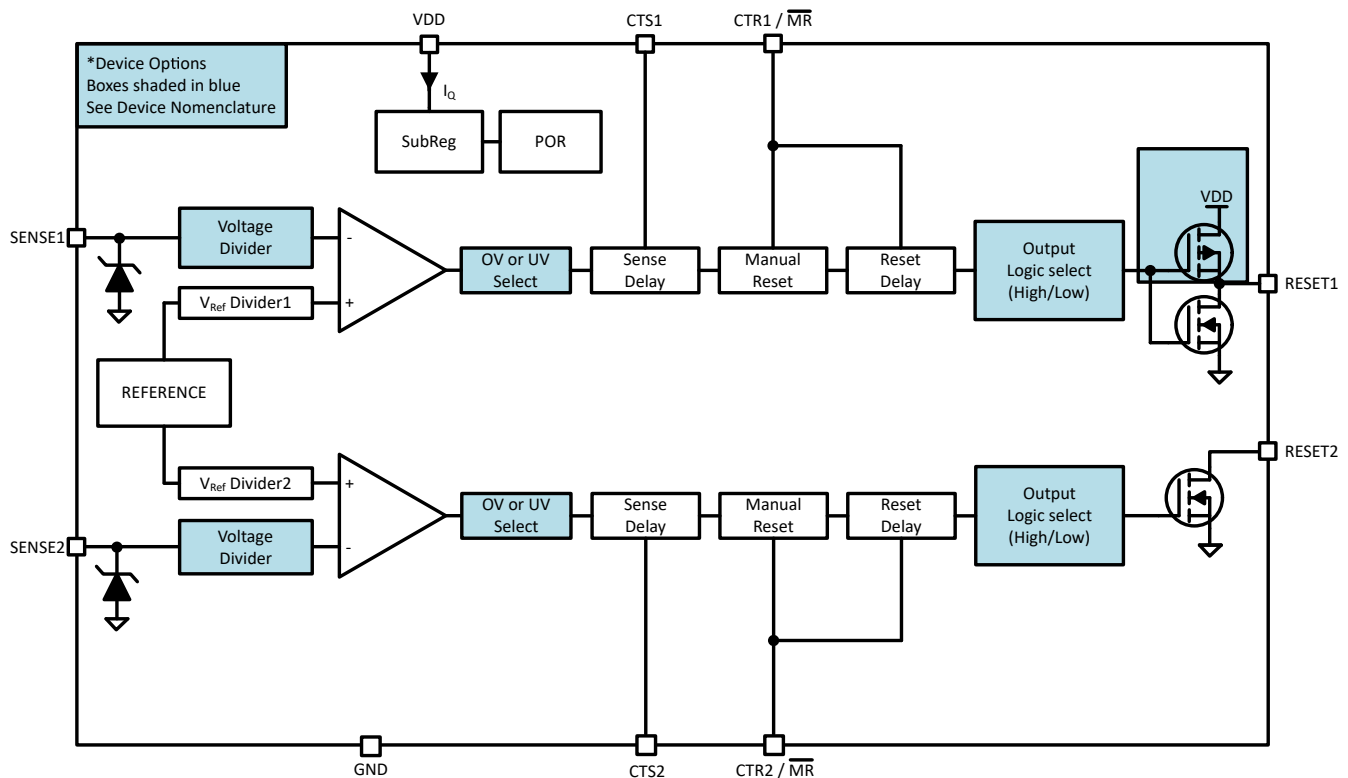 VDD
CTS1
CTR1 / MR
*Device Options
Boxes shaded in blue
See Device Nomenclature
IQ
SubReg
POR
VDD
SENSE1
Voltage
Divider
-
OV or UV
Select
Sense
Delay
Manual
Reset
Reset
Delay
Output
Logic select
(High/Low)
RESET1
VRef Divider1
+
REFERENCE
RESET2
VRef Divider2
+
OV or UV
Select
Sense
Delay
Manual
Reset
Reset
Delay
Output
Logic select
(High/Low)
SENSE2
Voltage
Divider
-
GND
CTS2
CTR2 / MR